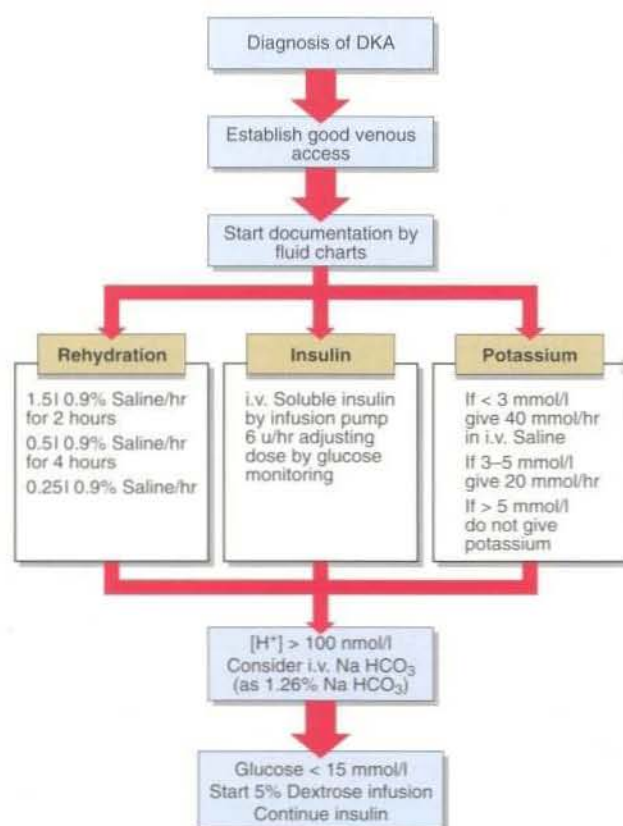 Diagnosis of DKA
Establish good venous
access
Start documentation by
fluid charts
Rehydration
1.5l 0.9% Saline/hr
for 2 hours
0.5l 0.9% Saline/hr
for 4 hours
0.25l 0.9% Saline/hr
Insulin
i.v. Soluble insulin
by infusion pump
6 u/hr adjusting
dose by glucose
monitoring
Potassium
If < 3 mmol/l
give 40 mmol/hr
in i.v. Saline
If 3–5 mmol/l
give 20 mmol/hr
If > 5 mmol/l
do not give
potassium
[H⁺] > 100 nmol/l
Consider i.v. Na HCO₃
(as 1.26% Na HCO₃)
Glucose < 15 mmol/l
Start 5% Dextrose infusion
Continue insulin